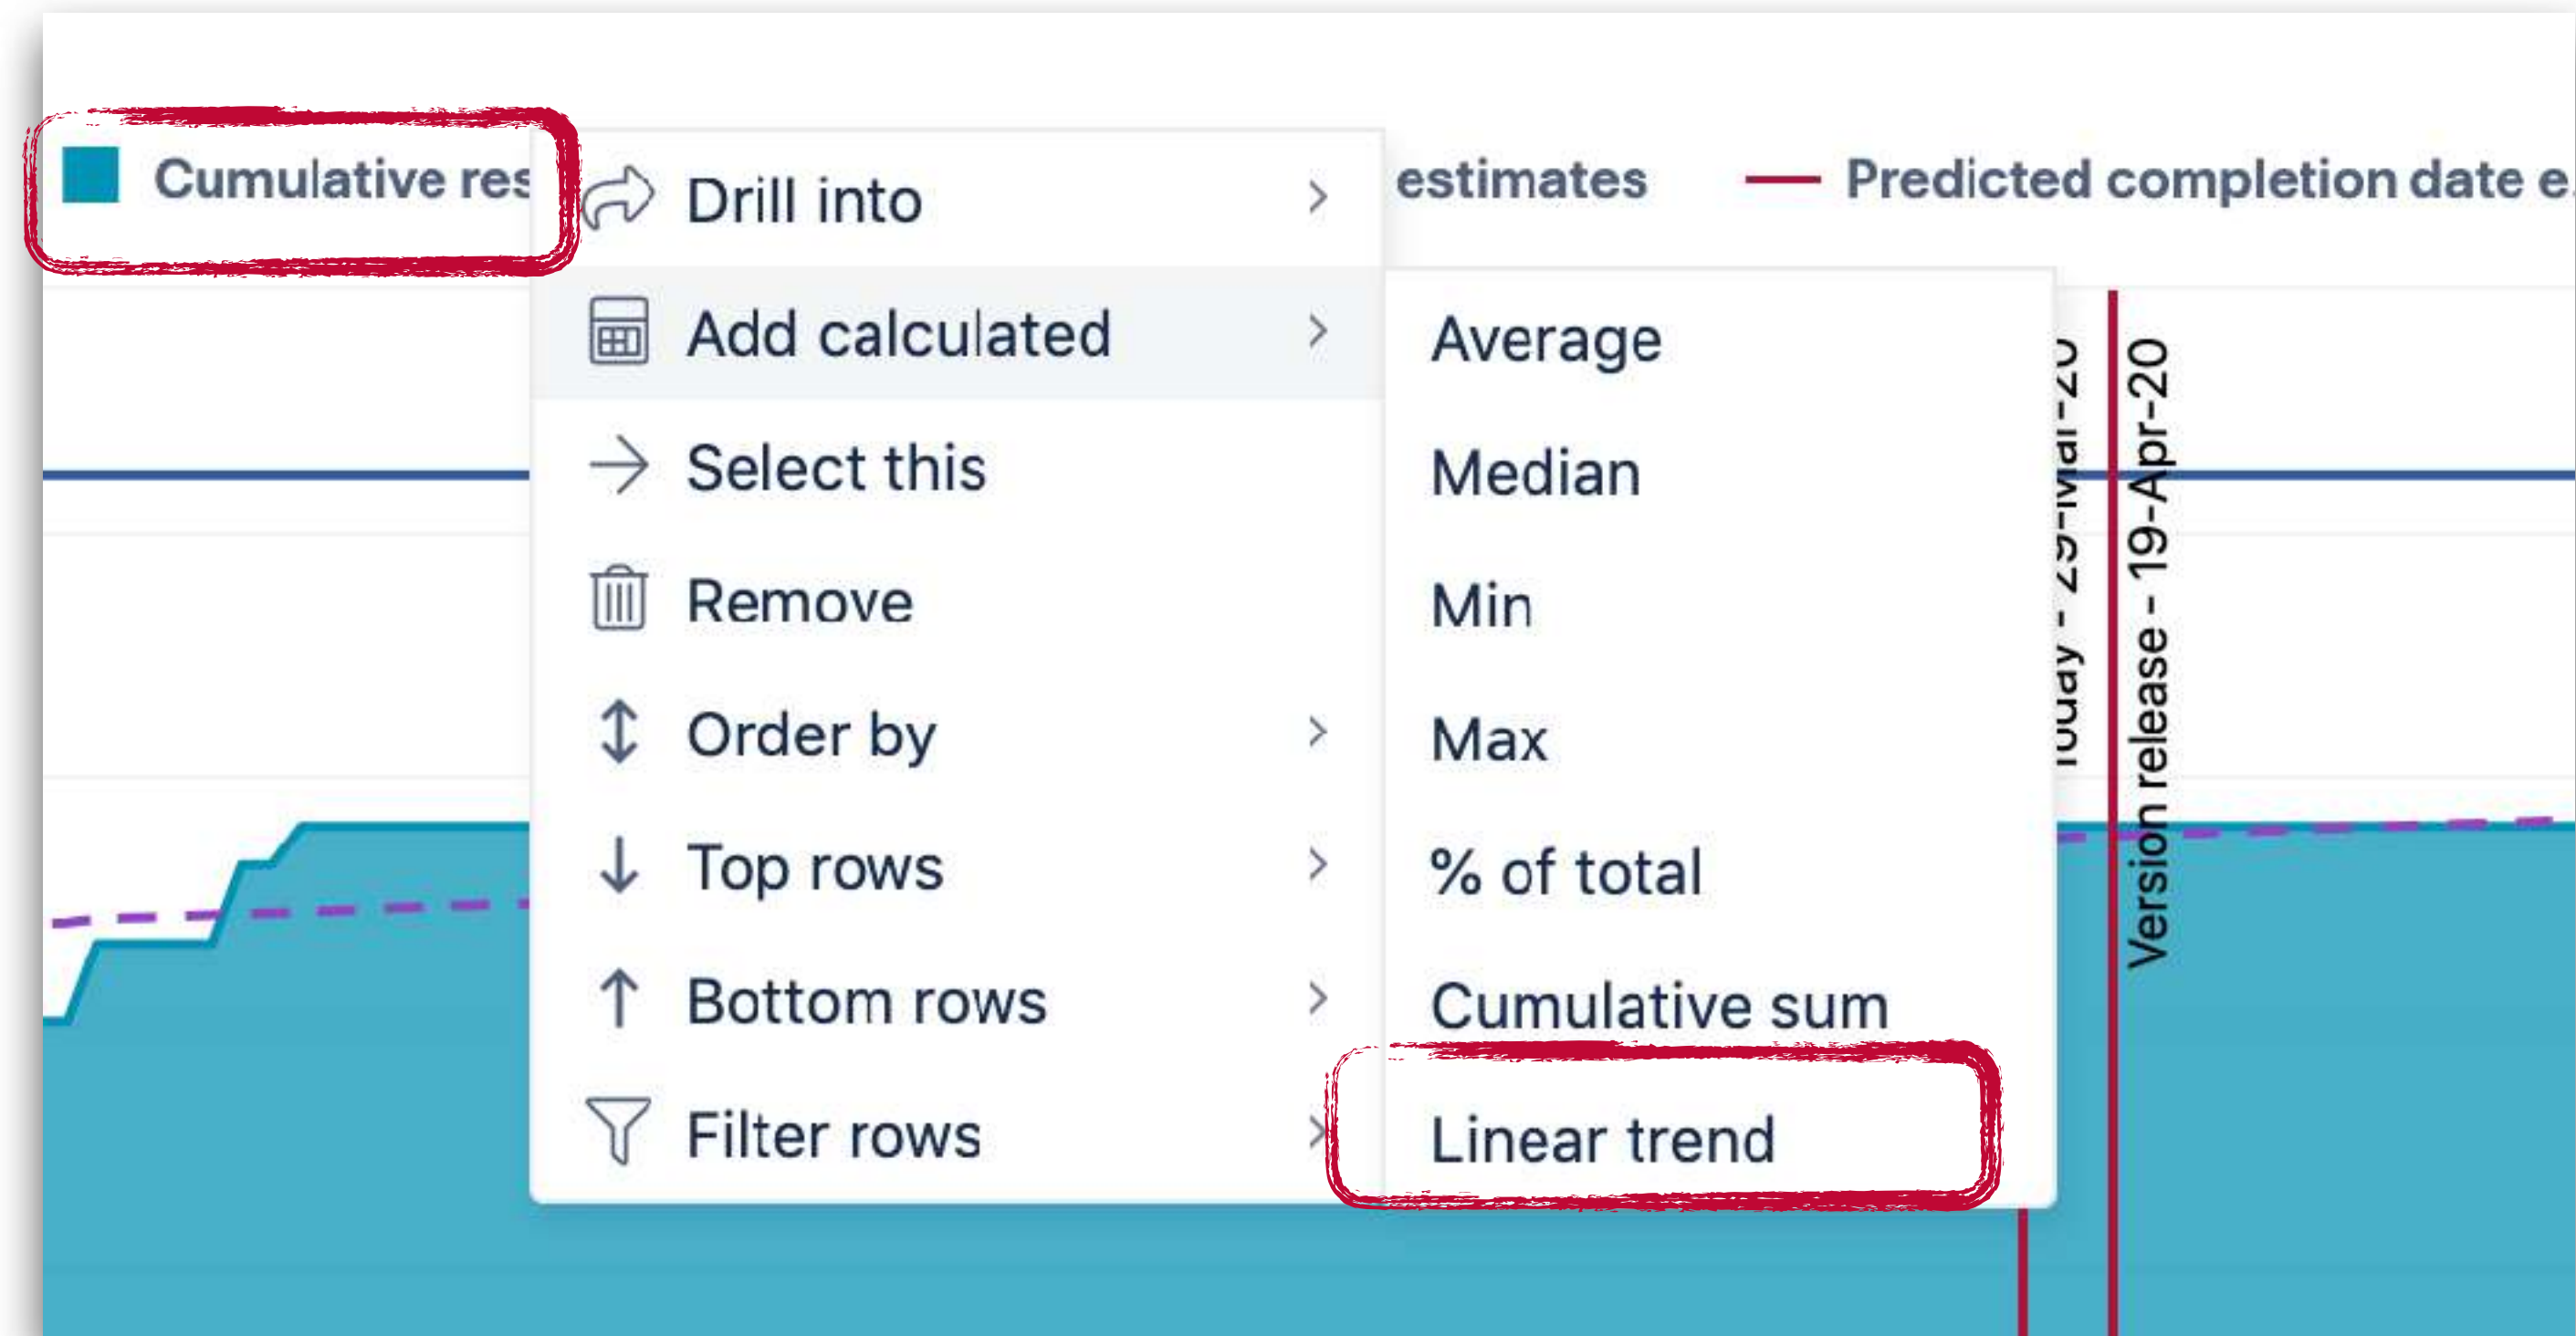 Cumulative res
estimates
Predicted completion date e
Drill into
Add calculated
Select this
Remove
Order by
Top rows
Bottom rows
Filter rows
Average
Median
Min
Max
% of total
Cumulative sum
Linear trend
Version release - 19-Apr-20